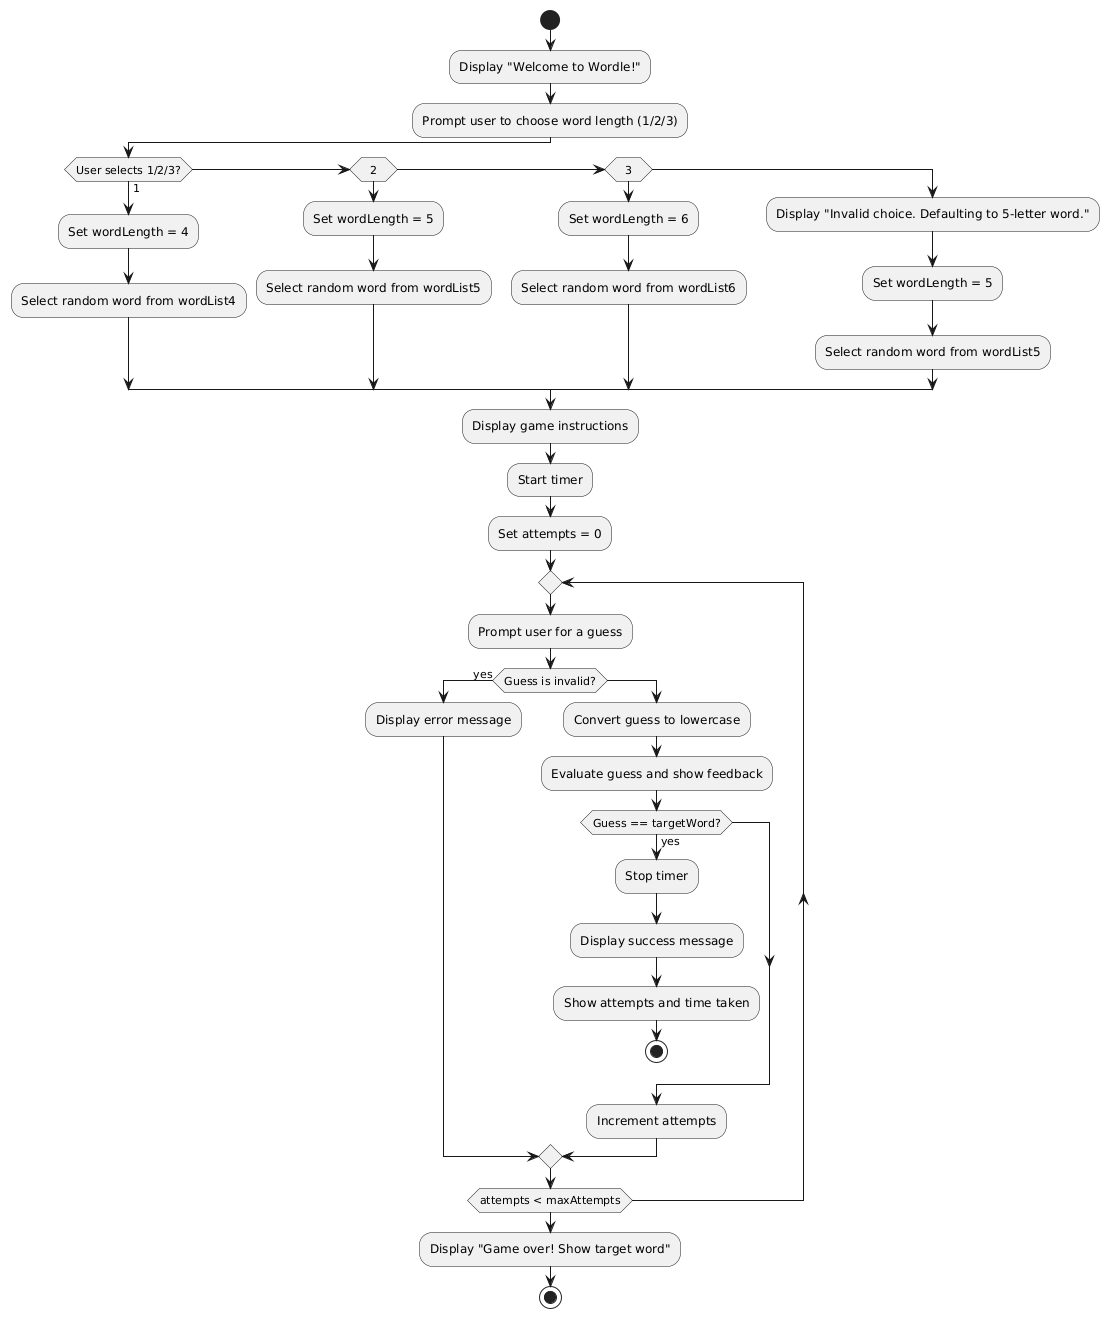 Display "Welcome to Wordle!"
Prompt user to choose word length (1/2/3)
User selects 1/2/3?
2
3
1
Set wordLength = 4
Select random word from wordList4
Set wordLength = 5
Select random word from wordList5
Set wordLength = 6
Select random word from wordList6
Display "Invalid choice. Defaulting to 5-letter word."
Set wordLength = 5
Select random word from wordList5
Display game instructions
Start timer
Set attempts = 0
Prompt user for a guess
Guess is invalid?
yes
Display error message
Convert guess to lowercase
Evaluate guess and show feedback
Guess == targetWord?
yes
Stop timer
Display success message
Show attempts and time taken
Increment attempts
attempts < maxAttempts
Display "Game over! Show target word"